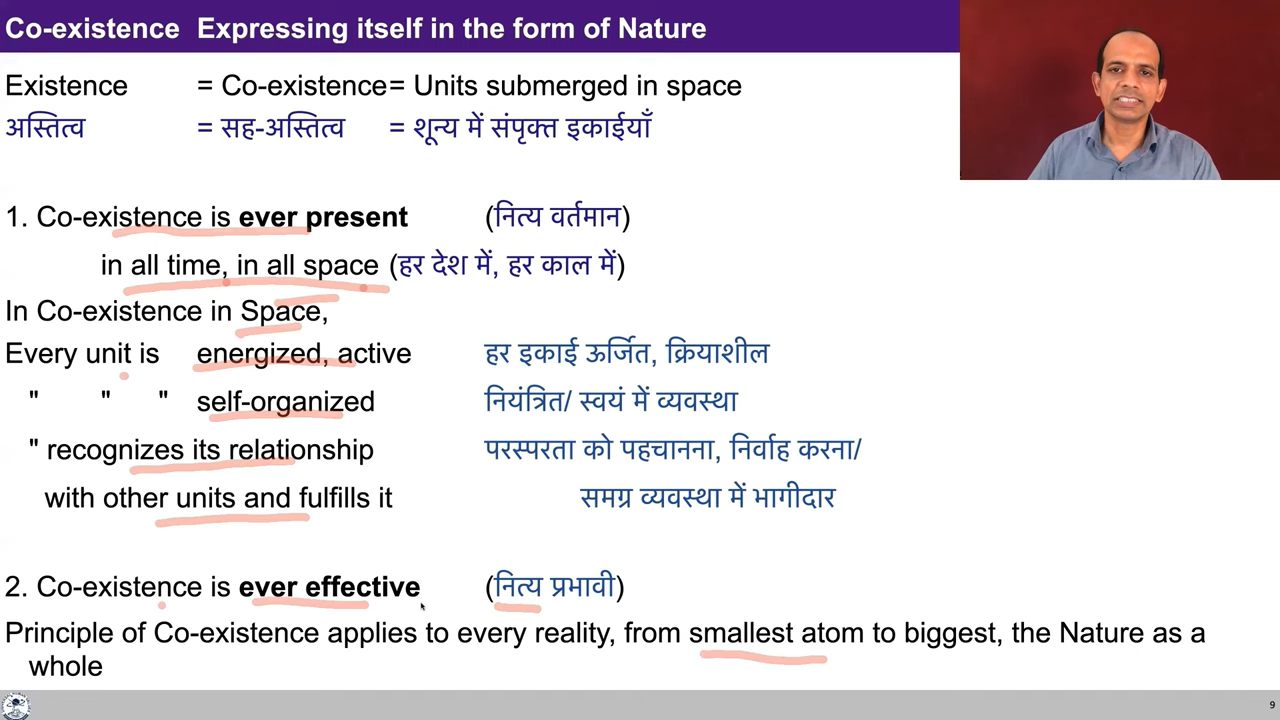 Co-existence Expressing itself in the form of Nature
Existence = Co-existence = Units submerged in space
अस्तित्व = सह-अस्तित्व = शून्य में संपृक्त इकाईयाँ
1. Co-existence is ever present (नित्य वर्तमान)
in all time, in all space (हर देश में, हर काल में)
In Co-existence in Space,
Every unit is energized, active हर इकाई ऊर्जित, क्रियाशील
" " " self-organized नियंत्रित/ स्वयं में व्यवस्था
" recognizes its relationship परस्परता को पहचानना, निर्वाह करना/
with other units and fulfills it समग्र व्यवस्था में भागीदार
2. Co-existence is ever effective (नित्य प्रभावी)
Principle of Co-existence applies to every reality, from smallest atom to biggest, the Nature as a
whole
9